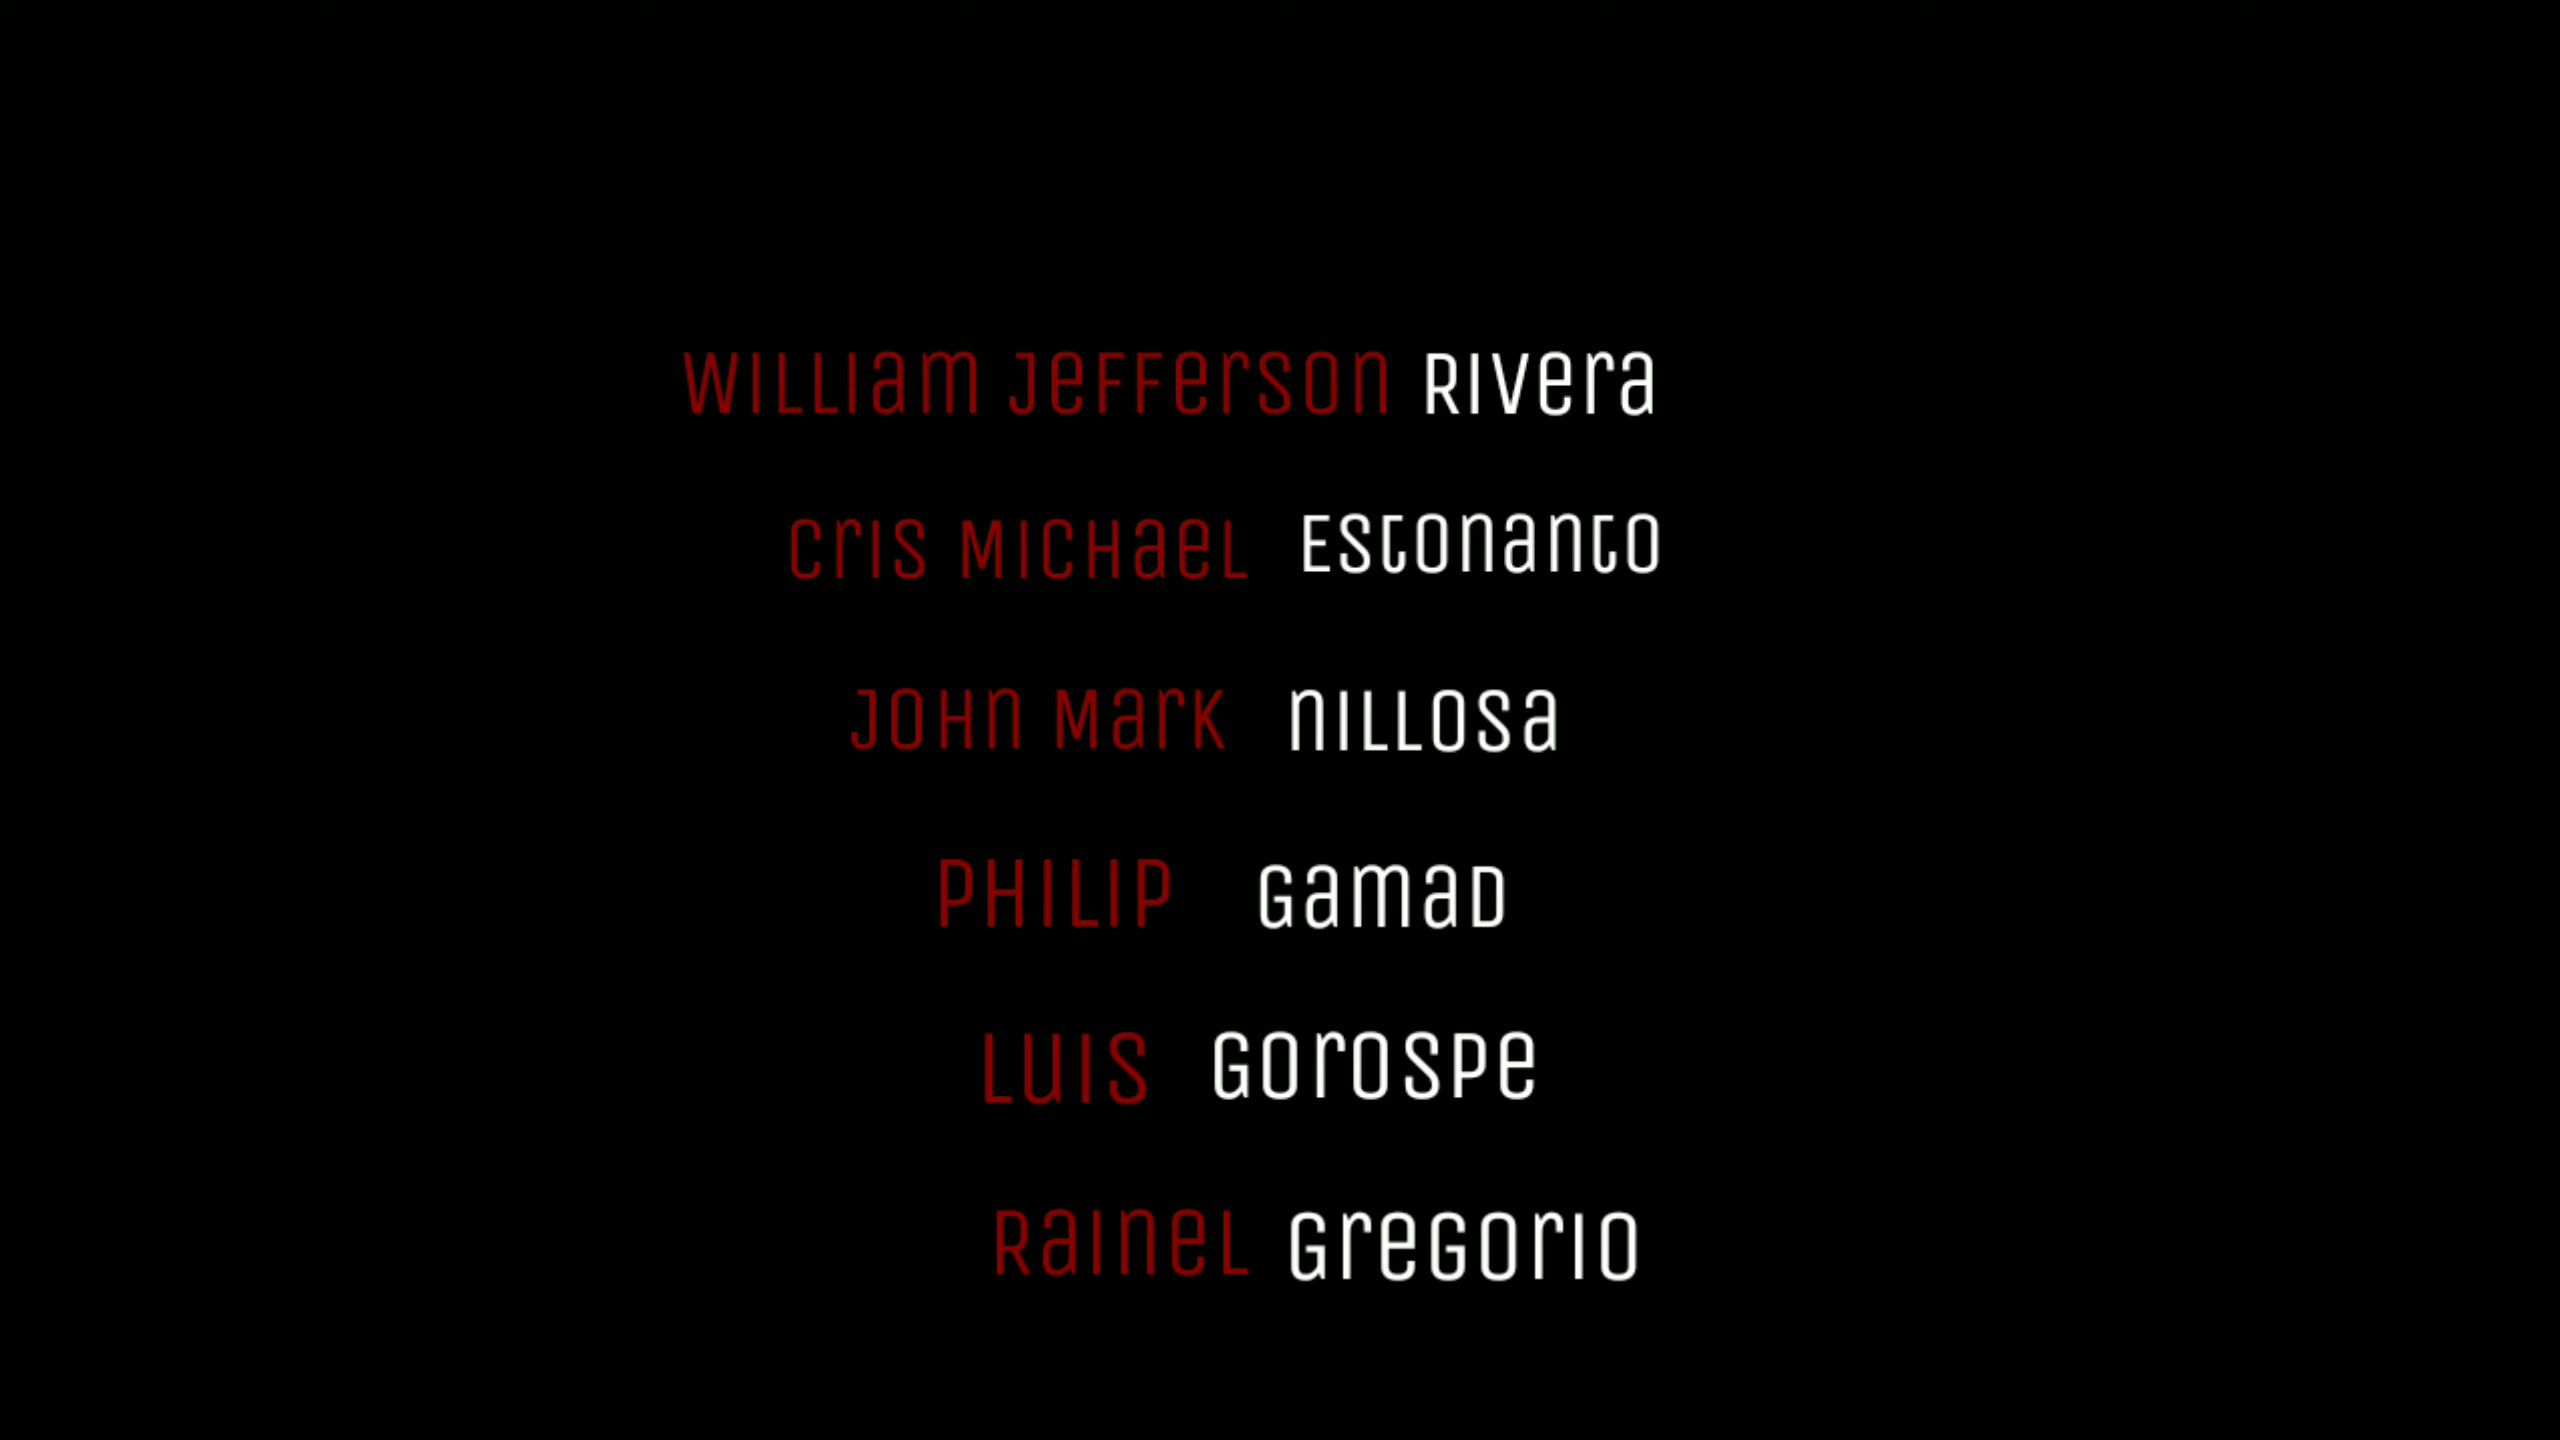 William Jefferson Rivera
Cris Michael Estonanto
John Mark Nillosa
Philip Gamad
Luis Gorospe
Rainel Gregorio